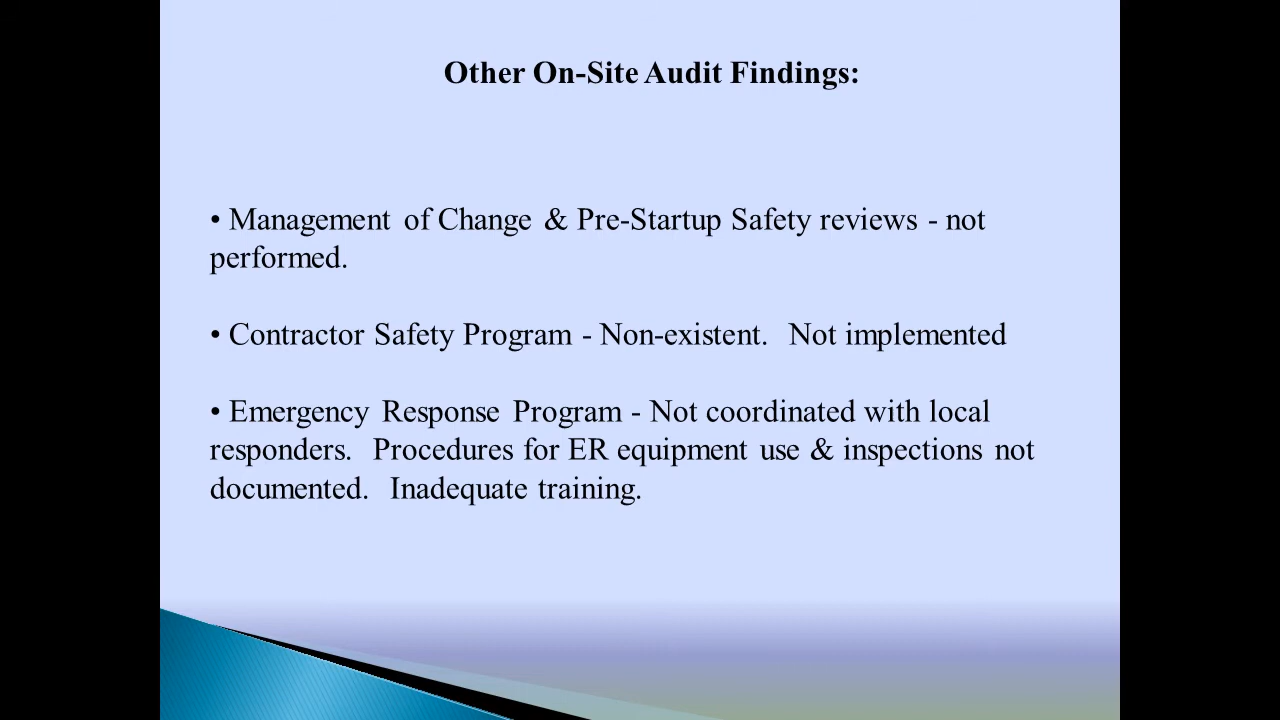 Other On-Site Audit Findings:
• Management of Change & Pre-Startup Safety reviews - not
performed.
• Contractor Safety Program - Non-existent.  Not implemented
• Emergency Response Program - Not coordinated with local
responders.  Procedures for ER equipment use & inspections not
documented.  Inadequate training.